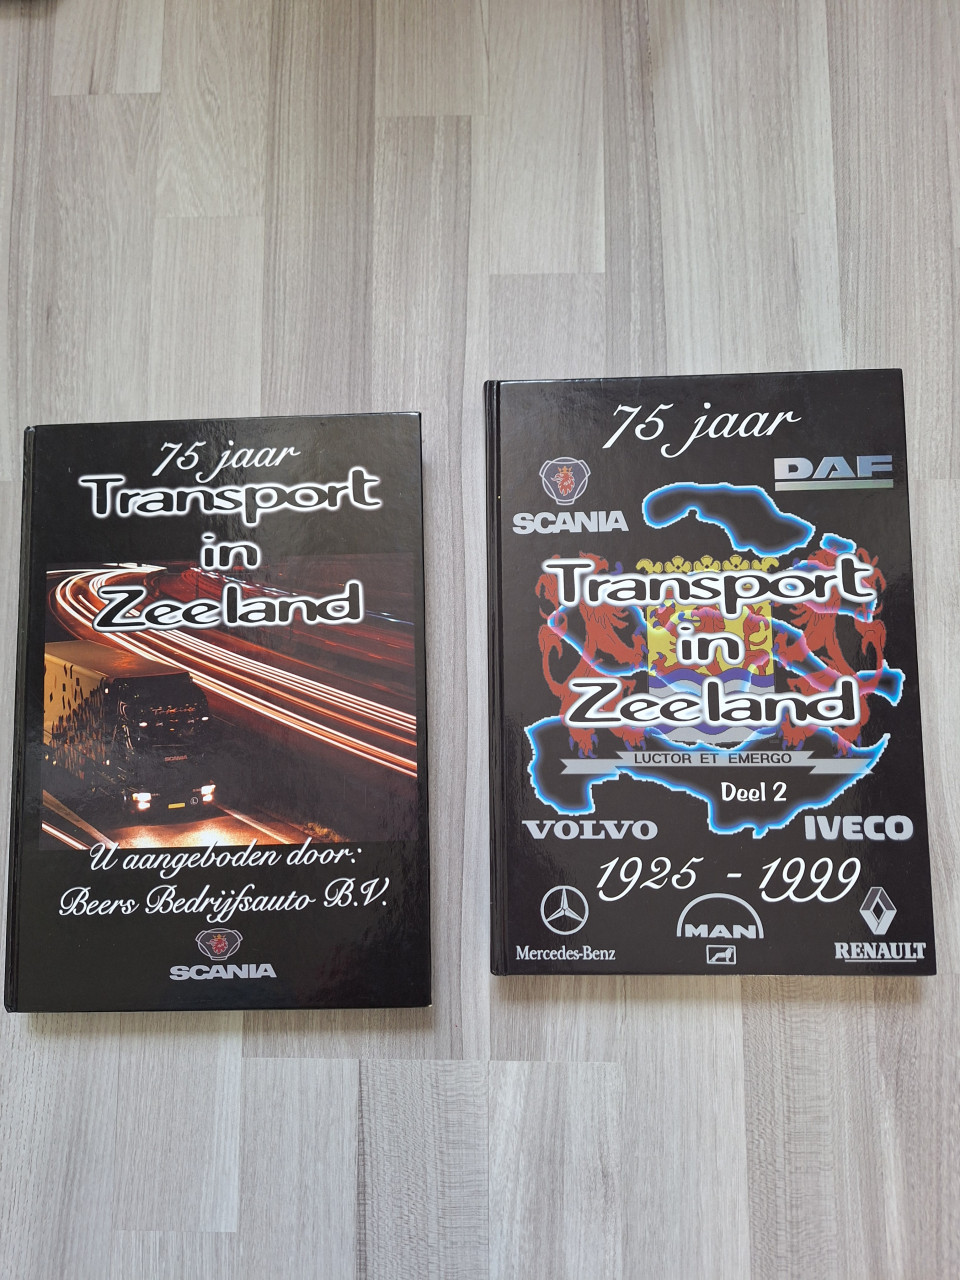 75 jaar
Transport
in
Zeeland
U aangeboden door:
Beers Bedrijfsauto B.V.
SCANIA
75 jaar
DAF
SCANIA
Transport
in
Zeeland
LUCTOR ET EMERGO
Deel 2
VOLVO
IVECO
1925 - 1999
Mercedes-Benz
MAN
RENAULT